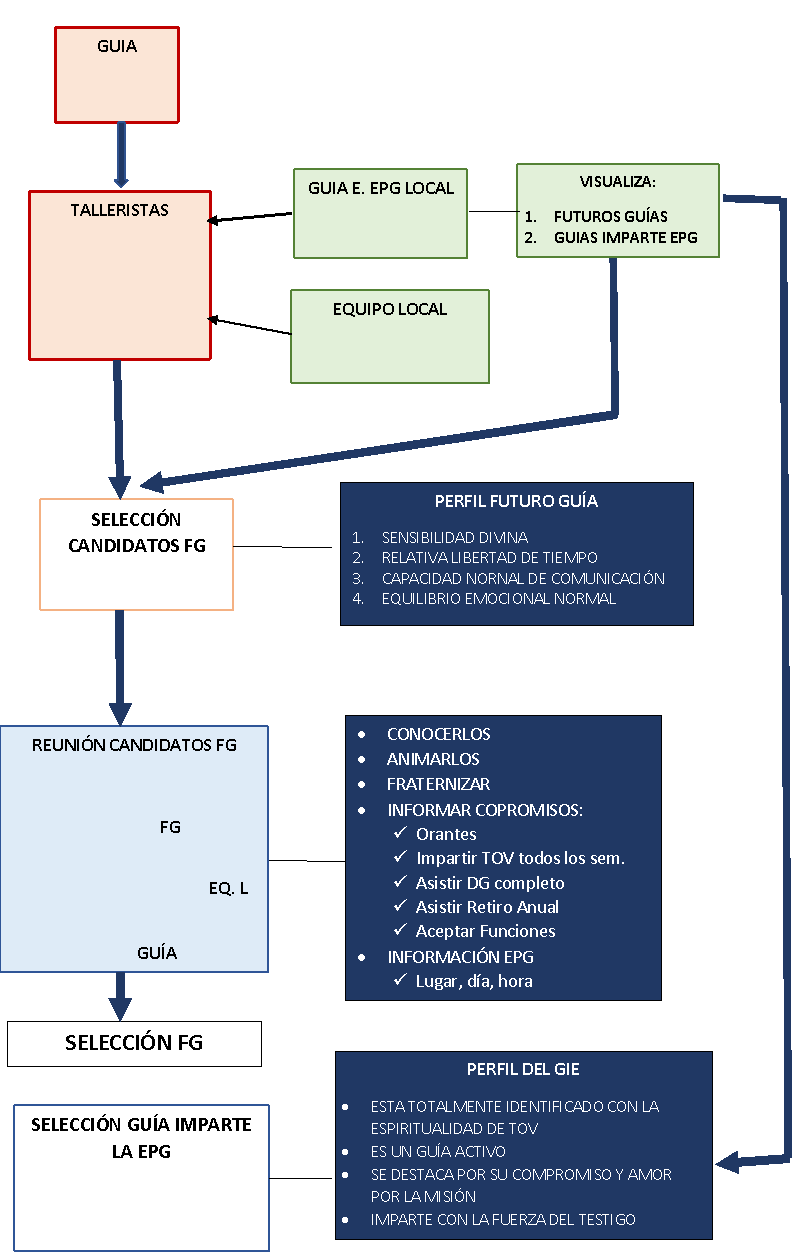 GUIA
TALLERISTAS
GUIA E. EPG LOCAL
VISUALIZA:
1. FUTUROS GUÍAS
2. GUIAS IMPARTE EPG
EQUIPO LOCAL
SELECCIÓN
CANDIDATOS FG
PERFIL FUTURO GUÍA
1. SENSIBILIDAD DIVINA
2. RELATIVA LIBERTAD DE TIEMPO
3. CAPACIDAD NORNAL DE COMUNICACIÓN
4. EQUILIBRIO EMOCIONAL NORMAL
REUNIÓN CANDIDATOS FG
FG
EQ. L
GUÍA
• CONOCERLOS
• ANIMARLOS
• FRATERNIZAR
• INFORMAR COPROMISOS:
✓ Orantes
✓ Impartir TOV todos los sem.
✓ Asistir DG completo
✓ Asistir Retiro Anual
✓ Aceptar Funciones
• INFORMACIÓN EPG
✓ Lugar, día, hora
SELECCIÓN FG
SELECCIÓN GUÍA IMPARTE
LA EPG
PERFIL DEL GIE
• ESTA TOTALMENTE IDENTIFICADO CON LA
ESPIRITUALIDAD DE TOV
• ES UN GUÍA ACTIVO
• SE DESTACA POR SU COMPROMISO Y AMOR
POR LA MISIÓN
• IMPARTE CON LA FUERZA DEL TESTIGO